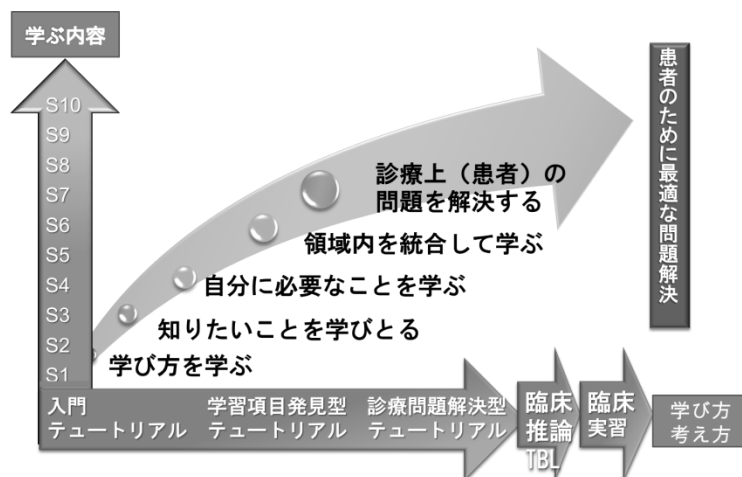 学ぶ内容
S10
S9
S8
S7
S6
S5
S4
S3
S2
S1
診療上（患者）の
問題を解決する
領域内を統合して学ぶ
自分に必要なことを学ぶ
知りたいことを学びとる
学び方を学ぶ
患者のために最適な問題解決
入門
テュートリアル
学習項目発見型
テュートリアル
診療問題解決型
テュートリアル
臨床
推論
TBL
臨床
実習
学び方
考え方